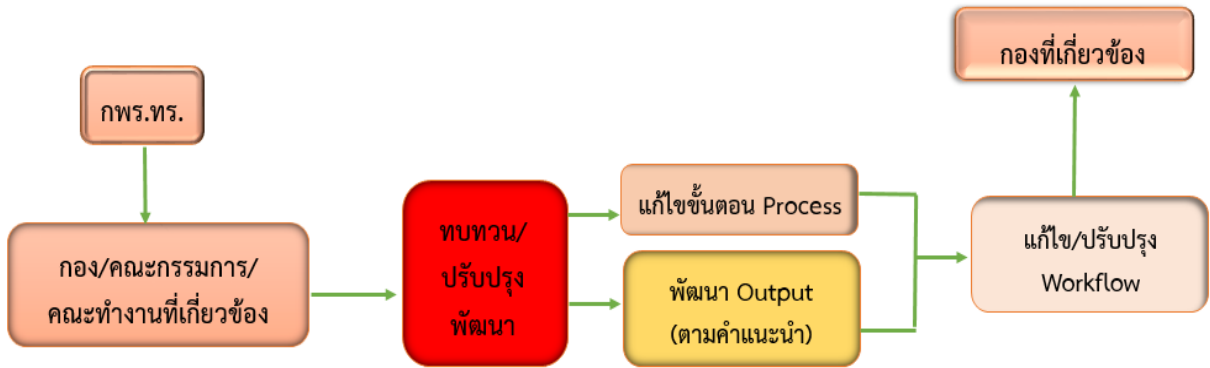 กพร.ทร.
กอง/คณะกรรมการ/
คณะทำงานที่เกี่ยวข้อง
ทบทวน/
ปรับปรุง
พัฒนา
แก้ไขขั้นตอน Process
พัฒนา Output
(ตามคำแนะนำ)
แก้ไข/ปรับปรุง
Workflow
กองที่เกี่ยวข้อง